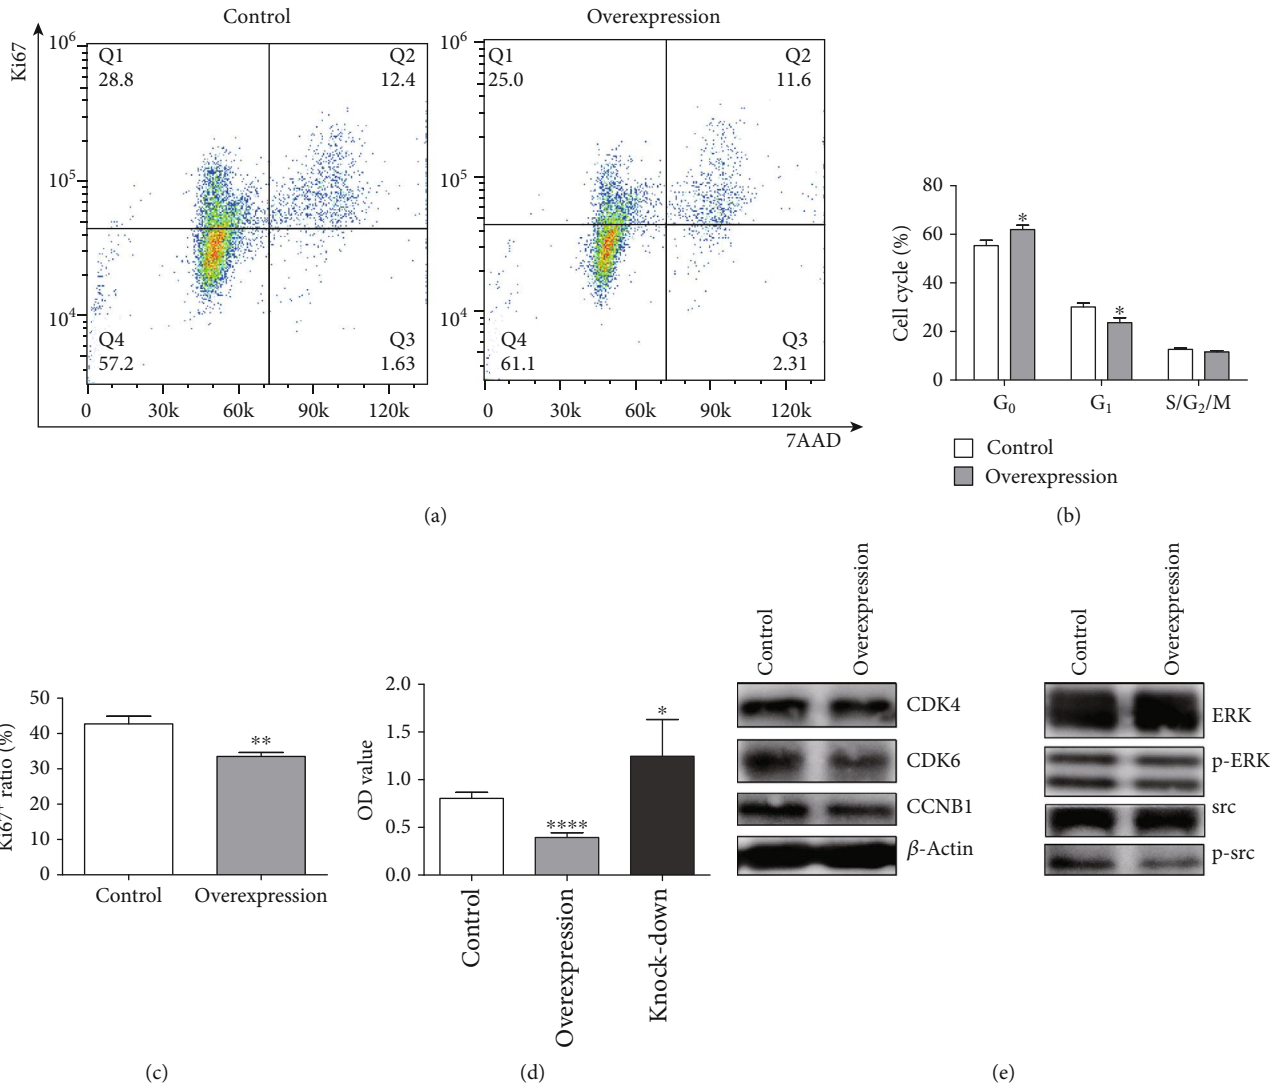 Control
Overexpression
Ki67
10⁶
10⁵
10⁴
Q1
28.8
Q2
12.4
Q4
57.2
Q3
1.63
0 30k 60k 90k 120k
10⁶
10⁵
10⁴
Q1
25.0
Q2
11.6
Q4
61.1
Q3
2.31
0 30k 60k 90k 120k
7AAD
(a)
Cell cycle (%)
80
60
40
20
0
*
*
G₀ G₁ S/G₂/M
Control
Overexpression
(b)
Ki67⁺ ratio (%)
50
40
30
20
10
0
**
Control Overexpression
(c)
OD value
2.0
1.5
1.0
0.5
0.0
****
*
Control
Overexpression
Knock-down
(d)
Control
Overexpression
CDK4
CDK6
CCNB1
β-Actin
Control
Overexpression
ERK
p-ERK
src
p-src
(e)